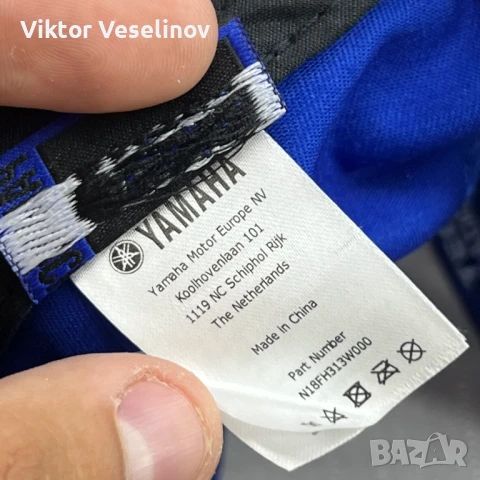 Viktor Veselinov
YAMAHA
Yamaha Motor Europe NV
Koolhovenlaan 101
1119 NC Schiphol Rijk
The Netherlands
Made in China
Part Number
N18FH313W000
BAZAR